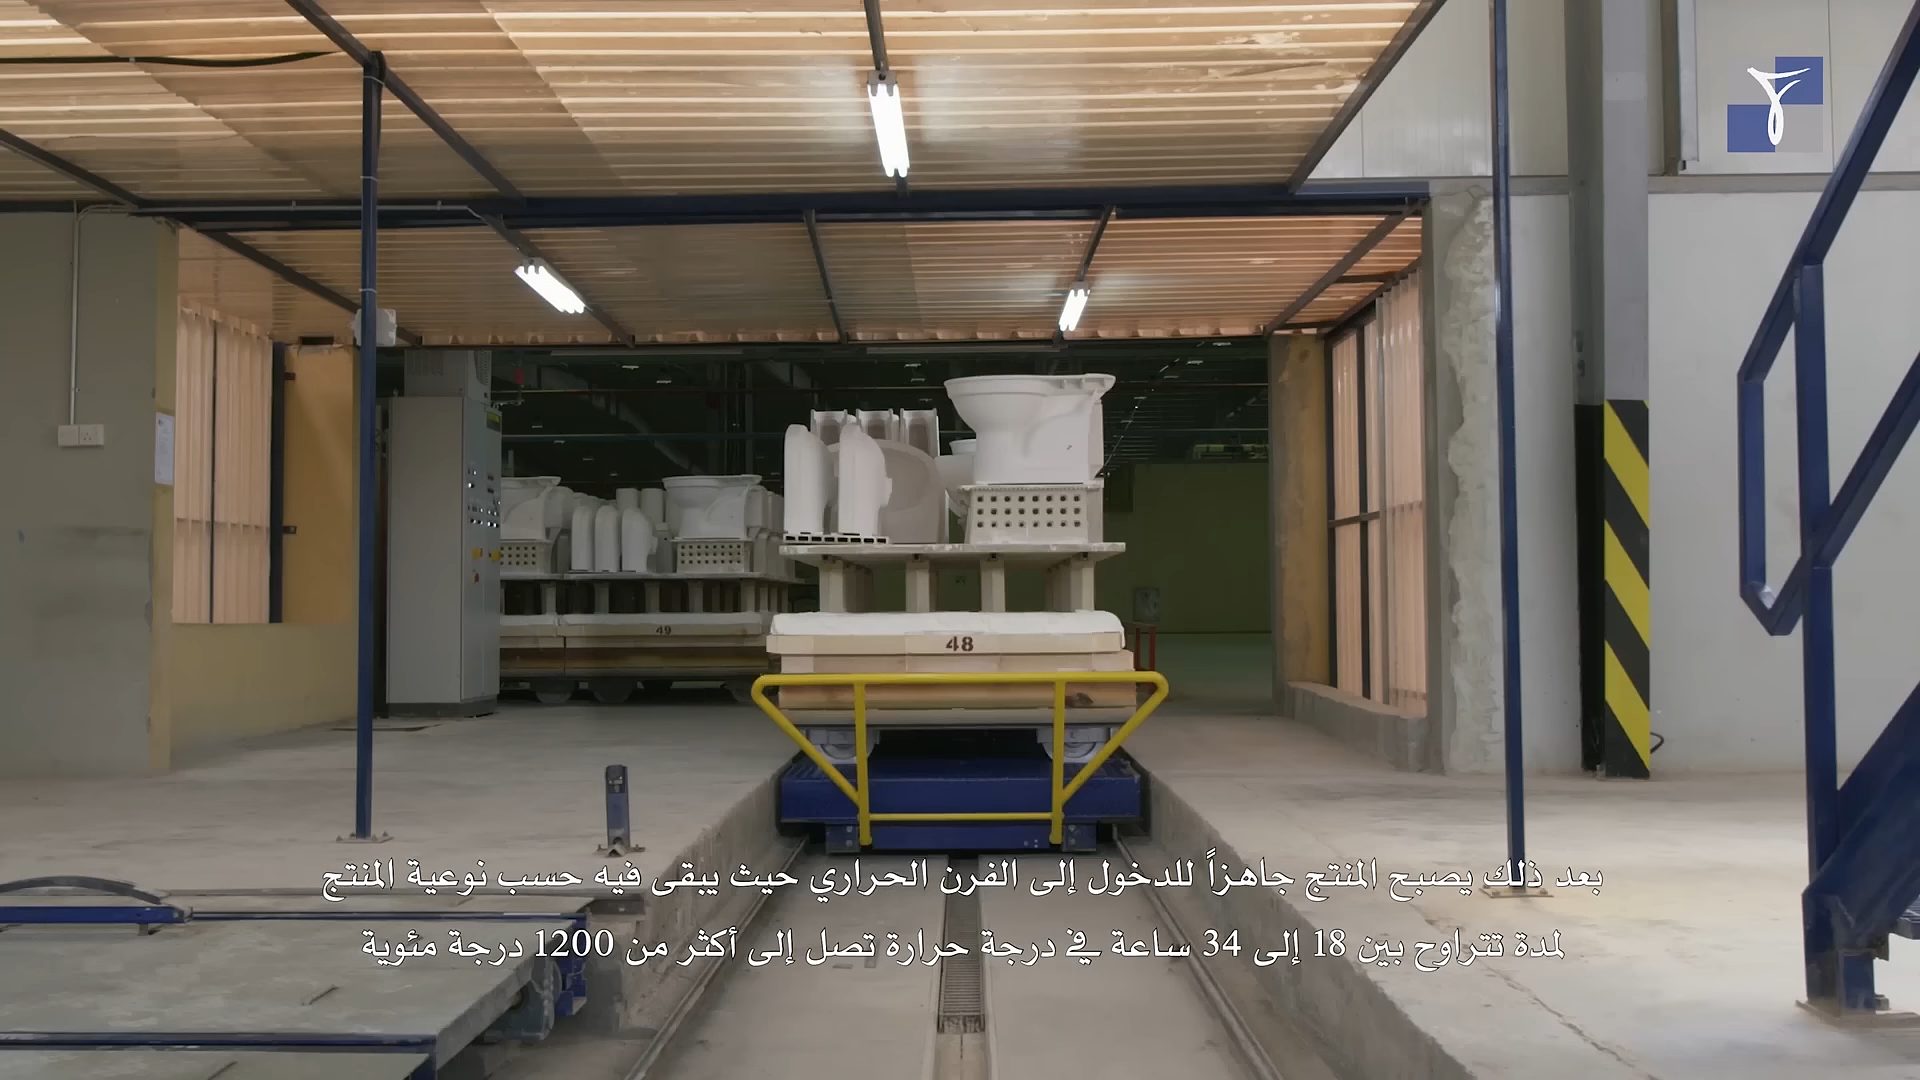 49
48
بعد ذلك يصبح المنتج جاهزاً للدخول إلى الفرن الحراري حيث يبقى فيه حسب نوعية المنتج
لمدة تتراوح بين 18 إلى 34 ساعة في درجة حرارة تصل إلى أكثر من 1200 درجة مئوية